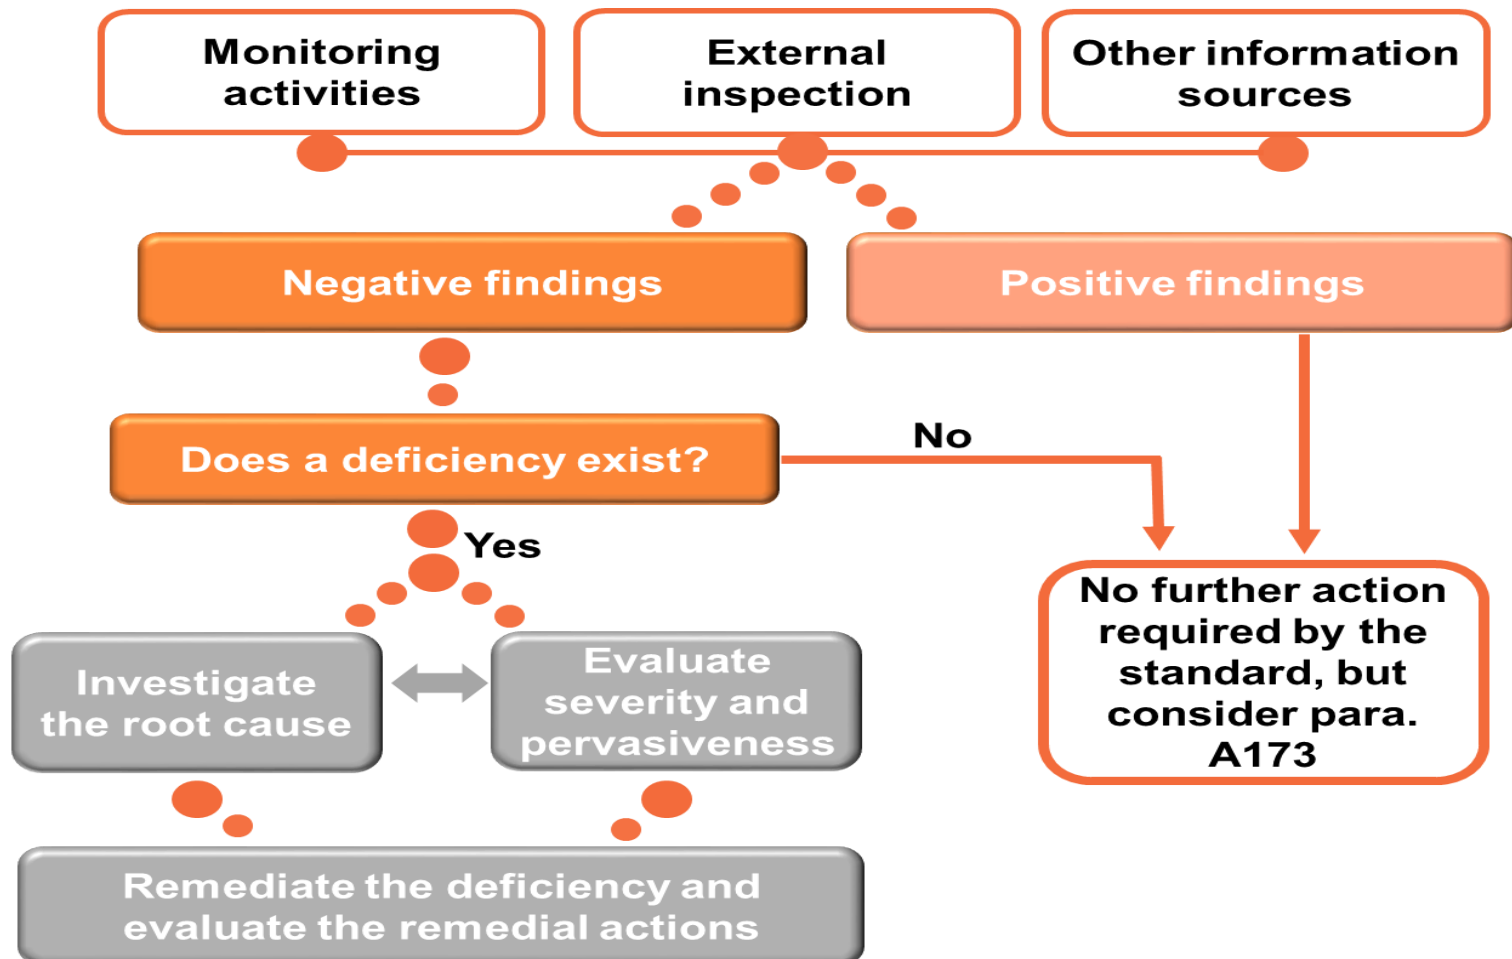 Monitoring
activities
External
inspection
Other information
sources
Negative findings
Positive findings
Does a deficiency exist?
No
Yes
Investigate
the root cause
Evaluate
severity and
pervasiveness
No further action
required by the
standard, but
consider para.
A173
Remediate the deficiency and
evaluate the remedial actions